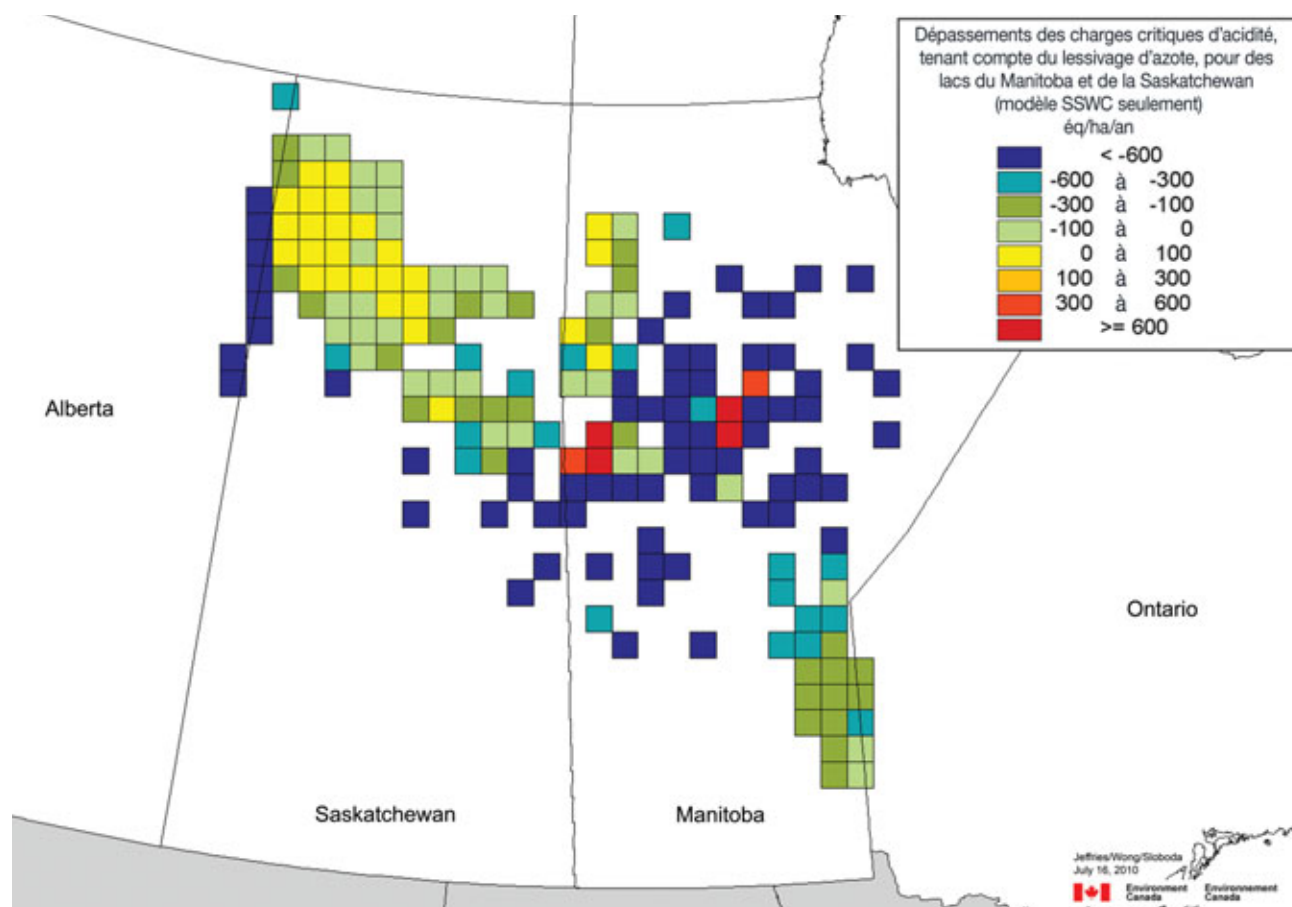 Dépassements des charges critiques d'acidité,
tenant compte du lessivage d'azote, pour des
lacs du Manitoba et de la Saskatchewan
(modèle SSWC seulement)
éq/ha/an
< -600
-600 à -300
-300 à -100
-100 à 0
0 à 100
100 à 300
300 à 600
>= 600
Alberta
Ontario
Saskatchewan
Manitoba
Jeffries/Wong/Sloboda
July 16, 2010
Environment Environnement
Canada Canada